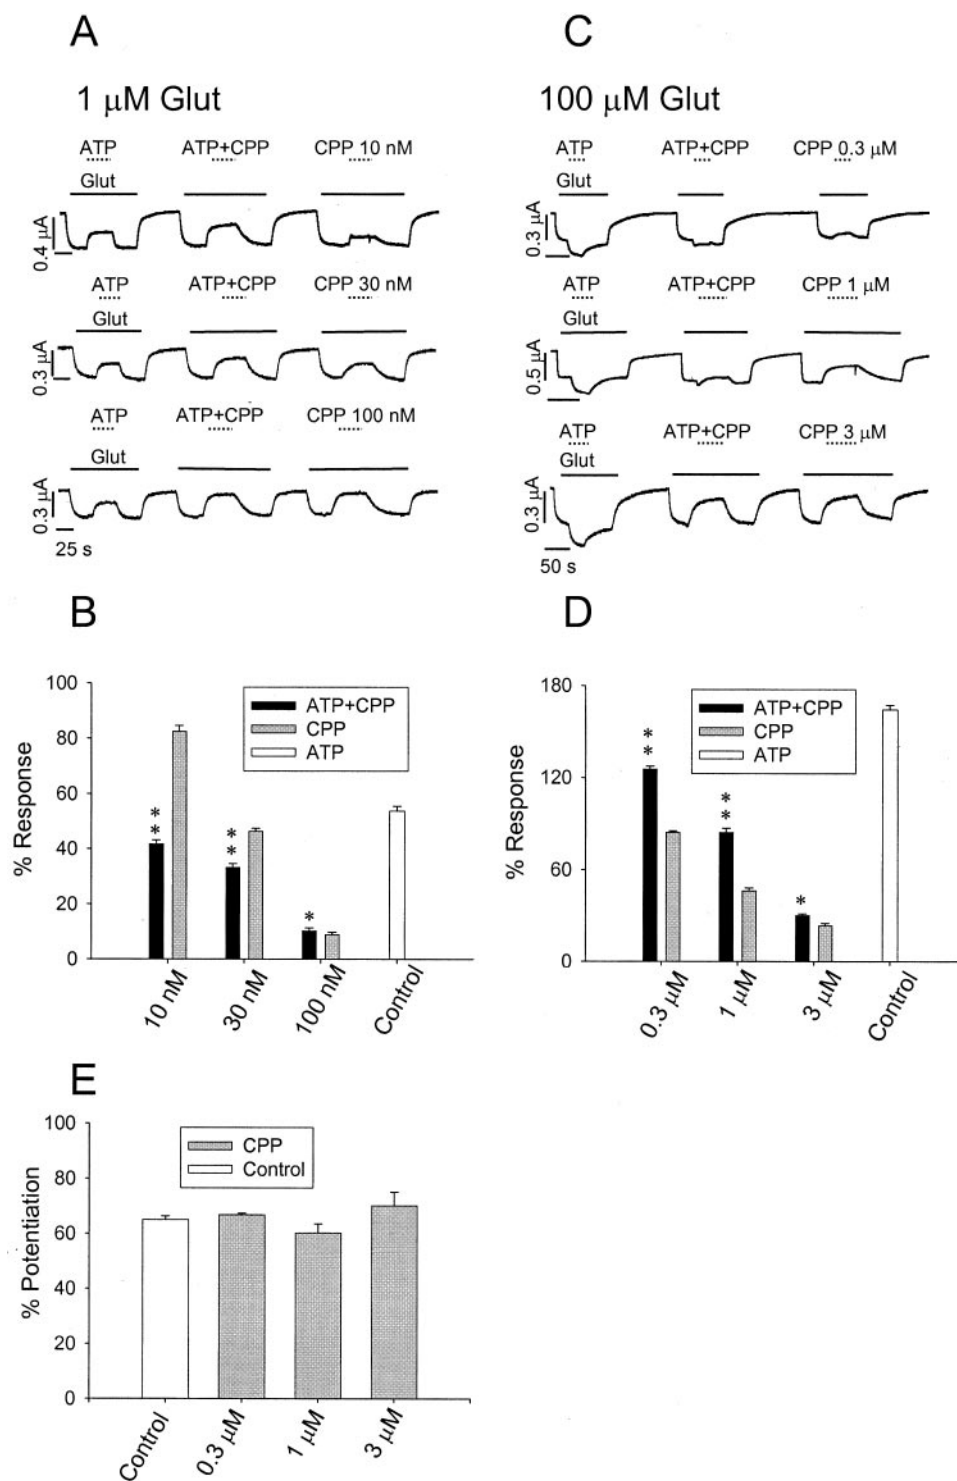 A
C
1 μM Glut
100 μM Glut
ATP ATP+CPP CPP 10 nM
Glut
0.4 μA
ATP ATP+CPP CPP 30 nM
Glut
0.3 μA
ATP ATP+CPP CPP 100 nM
Glut
0.3 μA
25 s
ATP ATP+CPP CPP 0.3 μM
Glut
0.3 μA
ATP ATP+CPP CPP 1 μM
Glut
0.5 μA
ATP ATP+CPP CPP 3 μM
Glut
0.3 μA
50 s
B
% Response
100
80
60
40
20
0
ATP+CPP
CPP
ATP
**
**
*
10 nM 30 nM 100 nM Control
D
% Response
180
120
60
0
ATP+CPP
CPP
ATP
**
**
*
0.3 μM 1 μM 3 μM Control
E
% Potentiation
100
80
60
40
20
0
CPP
Control
Control 0.3 μM 1 μM 3 μM